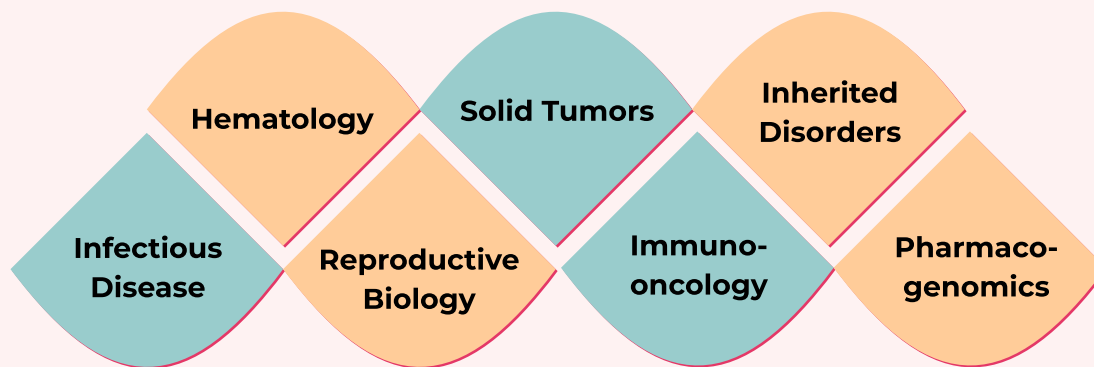 Hematology
Solid Tumors
Inherited
Disorders
Infectious
Disease
Reproductive
Biology
Immuno-
oncology
Pharmaco-
genomics